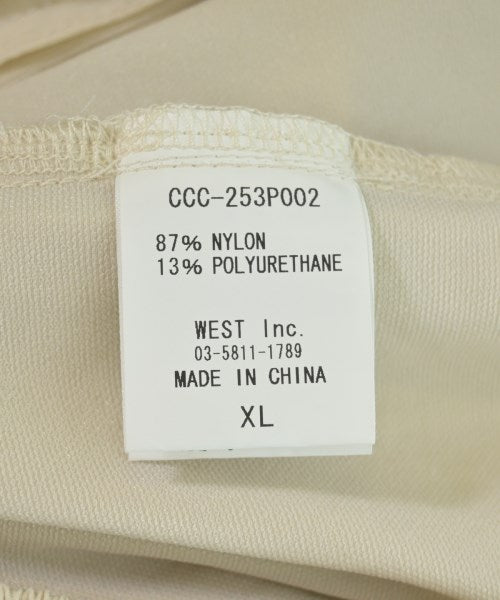 CCC-253P002
87% NYLON
13% POLYURETHANE
WEST Inc.
03-5811-1789
MADE IN CHINA
XL